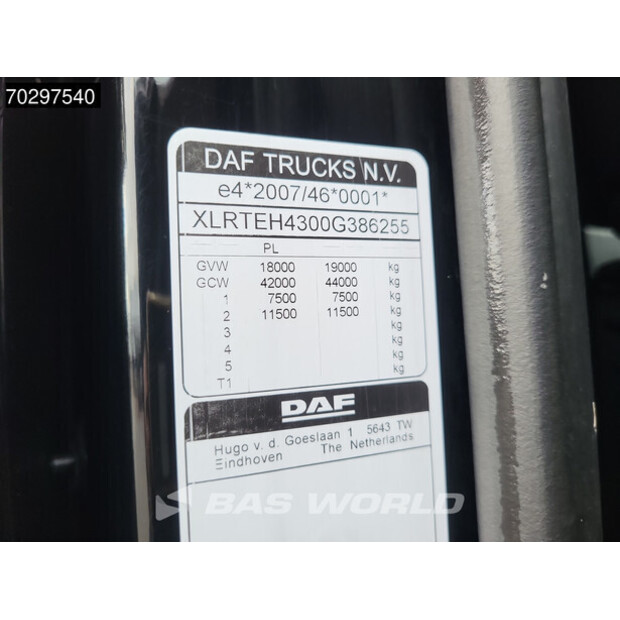 70297540
DAF TRUCKS N.V.
e4*2007/46*0001*
XLRTEH4300G386255
PL
GVW 18000 19000 kg
GCW 42000 44000 kg
1 7500 7500 kg
2 11500 11500 kg
3 kg
4 kg
5 kg
T1 kg
DAF
Hugo v. d. Goeslaan 1 5643 TW
Eindhoven The Netherlands
BAS WORLD